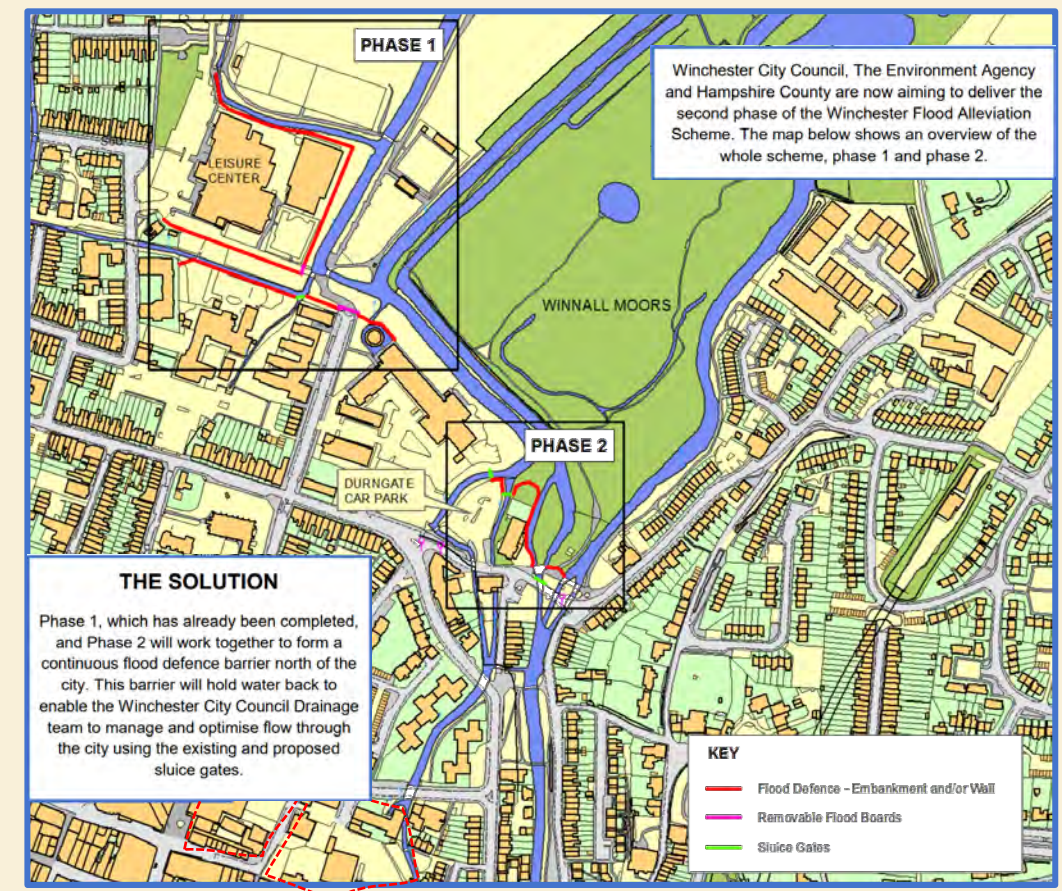 PHASE 1
Winchester City Council, The Environment Agency
and Hampshire County are now aiming to deliver the
second phase of the Winchester Flood Alleviation
Scheme. The map below shows an overview of the
whole scheme, phase 1 and phase 2.
LEISURE
CENTER
WINNALL MOORS
PHASE 2
DURNGATE
CAR PARK
THE SOLUTION
Phase 1, which has already been completed,
and Phase 2 will work together to form a
continuous flood defence barrier north of the
city. This barrier will hold water back to
enable the Winchester City Council Drainage
team to manage and optimise flow through
the city using the existing and proposed
sluice gates.
KEY
Flood Defence - Embankment and/or Wall
Removable Flood Boards
Sluice Gates